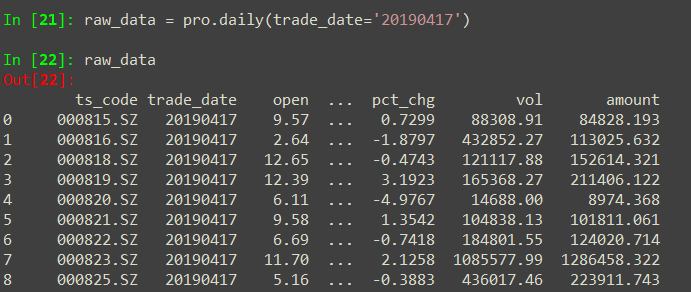 In [21]: raw_data = pro.daily(trade_date='20190417')
In [22]: raw_data
Out[22]:
ts_code trade_date open ... pct_chg vol amount
0 000815.SZ 20190417 9.57 ... 0.7299 88308.91 84828.193
1 000816.SZ 20190417 2.64 ... -1.8797 432852.27 113025.632
2 000818.SZ 20190417 12.65 ... -0.4743 121117.88 152614.321
3 000819.SZ 20190417 12.39 ... 3.1923 165368.27 211406.122
4 000820.SZ 20190417 6.11 ... -4.9767 14688.00 8974.368
5 000821.SZ 20190417 9.58 ... 1.3542 104838.13 101811.061
6 000822.SZ 20190417 6.69 ... -0.7418 184801.55 124020.714
7 000823.SZ 20190417 11.70 ... 2.1258 1085577.99 1286458.322
8 000825.SZ 20190417 5.16 ... -0.3883 436017.46 223911.743